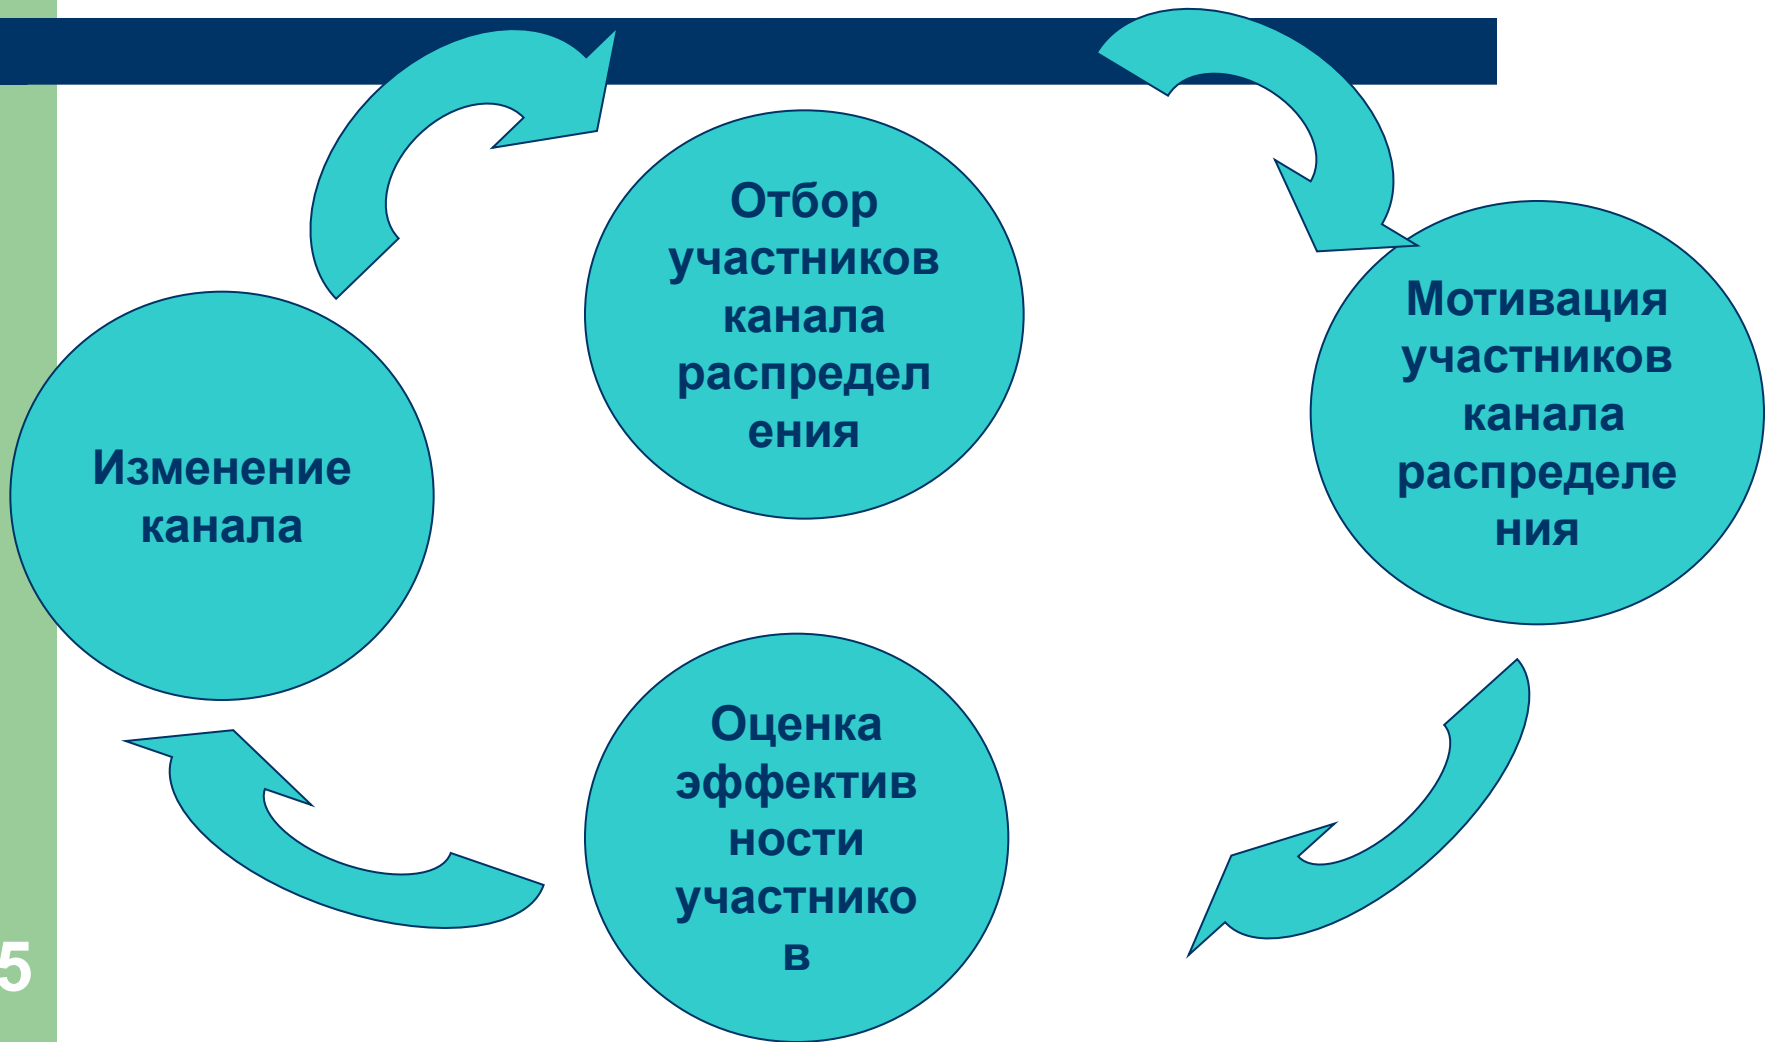 Отбор
участников
канала
распредел
ения
Мотивация
участников
канала
распределе
ния
Изменение
канала
Оценка
эффектив
ности
участнико
в
5